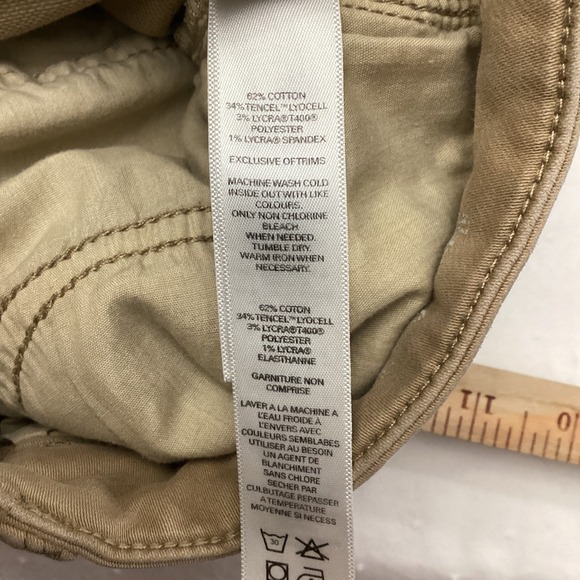 62% COTTON
34% TENCEL™ LYOCELL
3% LYCRA®T400®
POLYESTER
1% LYCRA® SPANDEX
EXCLUSIVE OF TRIMS
MACHINE WASH COLD
INSIDE OUT WITH LIKE
COLOURS.
ONLY NON CHLORINE
BLEACH
WHEN NEEDED.
TUMBLE DRY.
WARM IRON WHEN
NECESSARY.
62% COTON
34% TENCEL™ LYOCELL
3% LYCRA®T400®
POLYESTER
1% LYCRA®
ELASTHANNE
GARNITURE NON
COMPRISE
LAVER A LA MACHINE A
L'EAU FROIDE À
L'ENVERS AVEC
COULEURS SEMBLABES
UTILISER AU BESOIN
UN AGENT DE
BLANCHIMENT
SANS CHLORE
SECHER PAR
CULBUTAGE REPASSER
A TEMPERATURE
MOYENNE SI NECESS
30
11
10